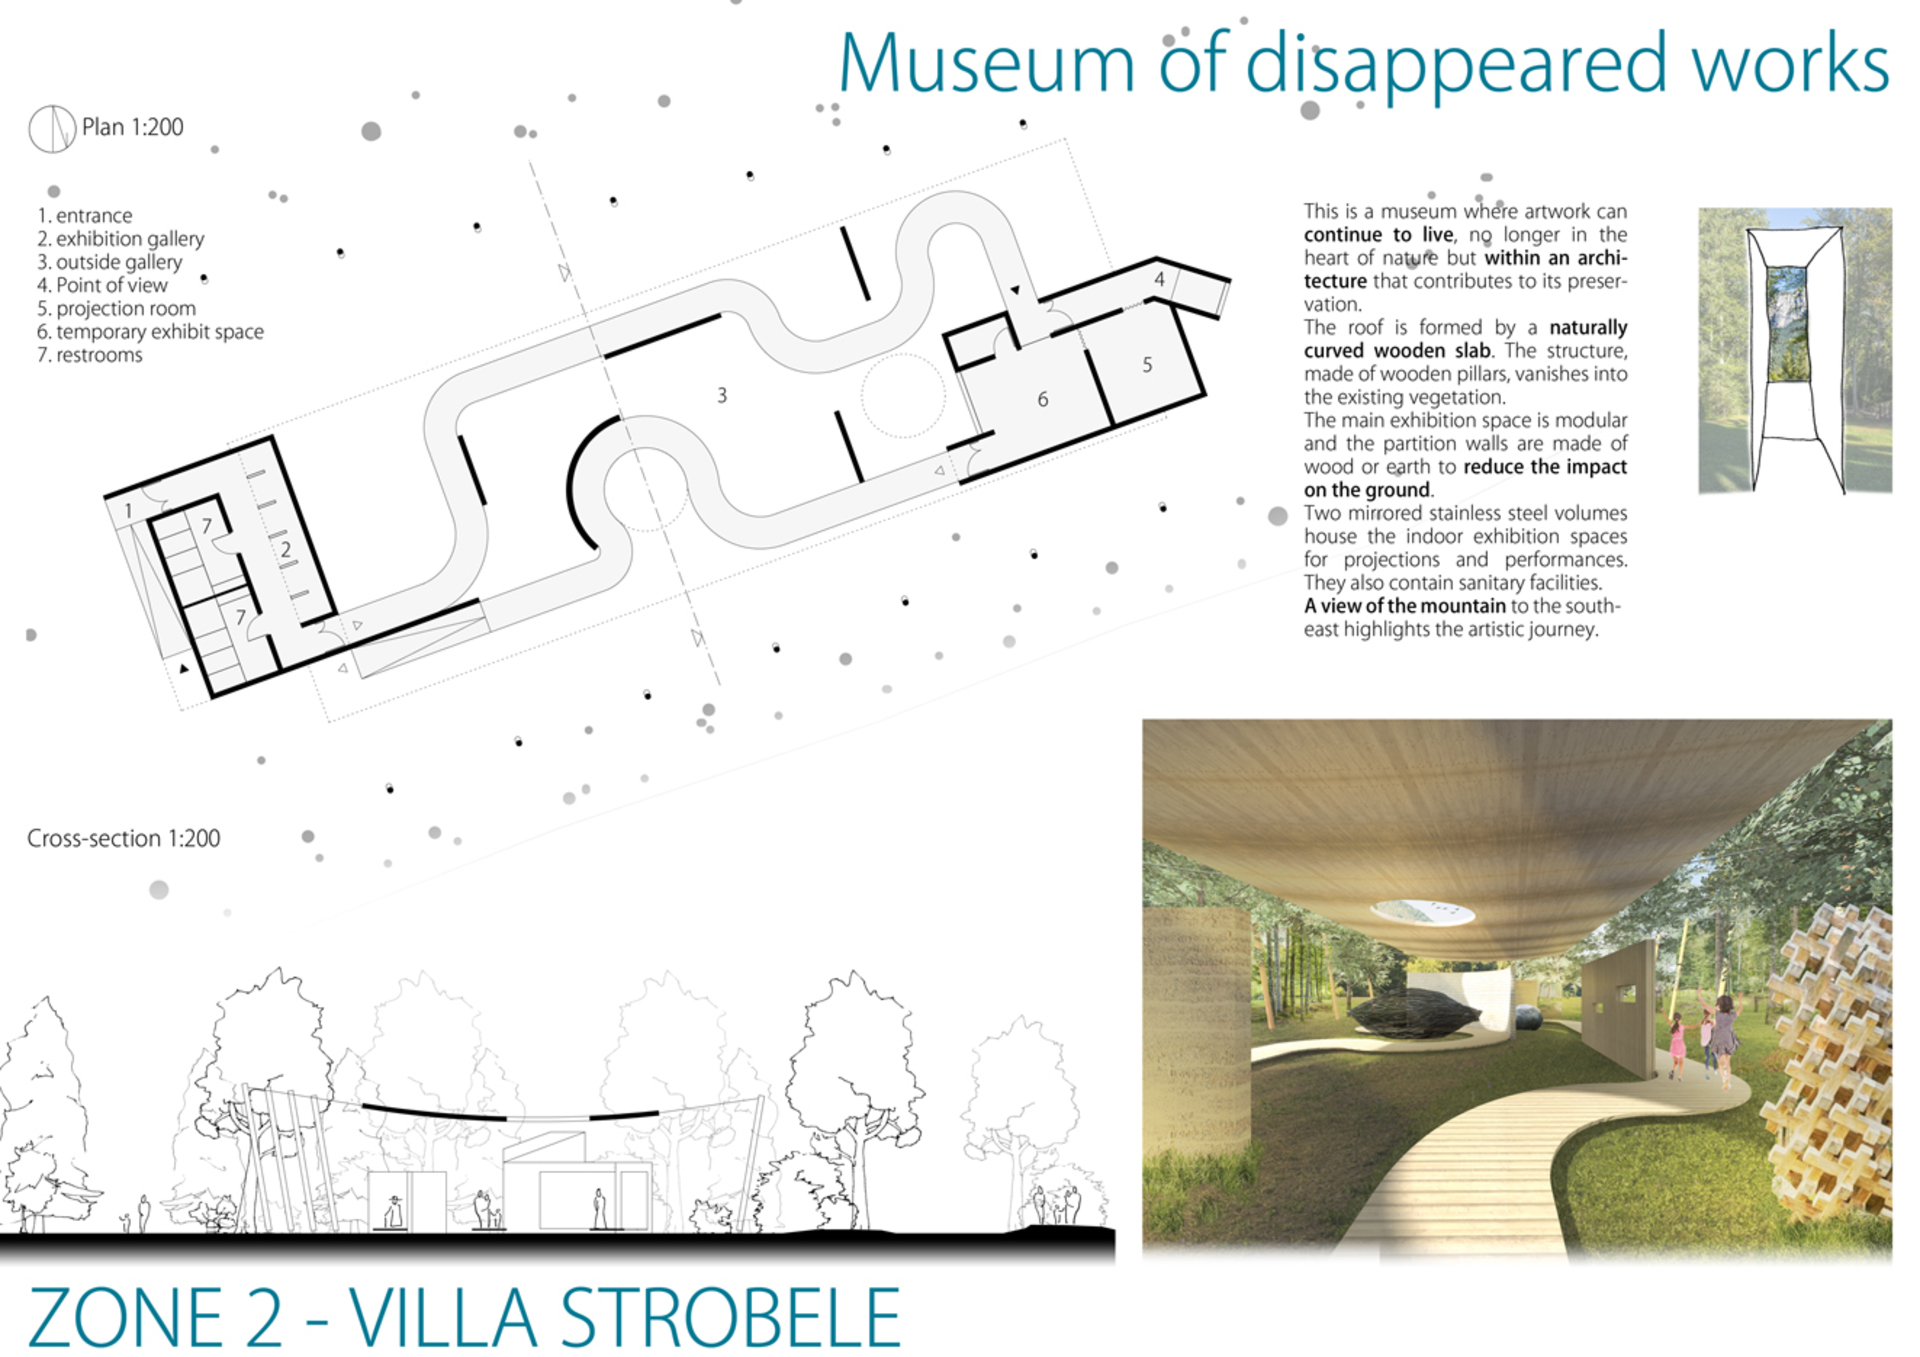 Museum of disappeared works
Plan 1:200
1. entrance
2. exhibition gallery
3. outside gallery
4. Point of view
5. projection room
6. temporary exhibit space
7. restrooms
1
7
2
7
3
4
5
6
This is a museum where artwork can
continue to live, no longer in the
heart of nature but within an archi-
tecture that contributes to its preser-
vation.
The roof is formed by a naturally
curved wooden slab. The structure,
made of wooden pillars, vanishes into
the existing vegetation.
The main exhibition space is modular
and the partition walls are made of
wood or earth to reduce the impact
on the ground.
Two mirrored stainless steel volumes
house the indoor exhibition spaces
for projections and performances.
They also contain sanitary facilities.
A view of the mountain to the south-
east highlights the artistic journey.
Cross-section 1:200
ZONE 2 - VILLA STROBELE